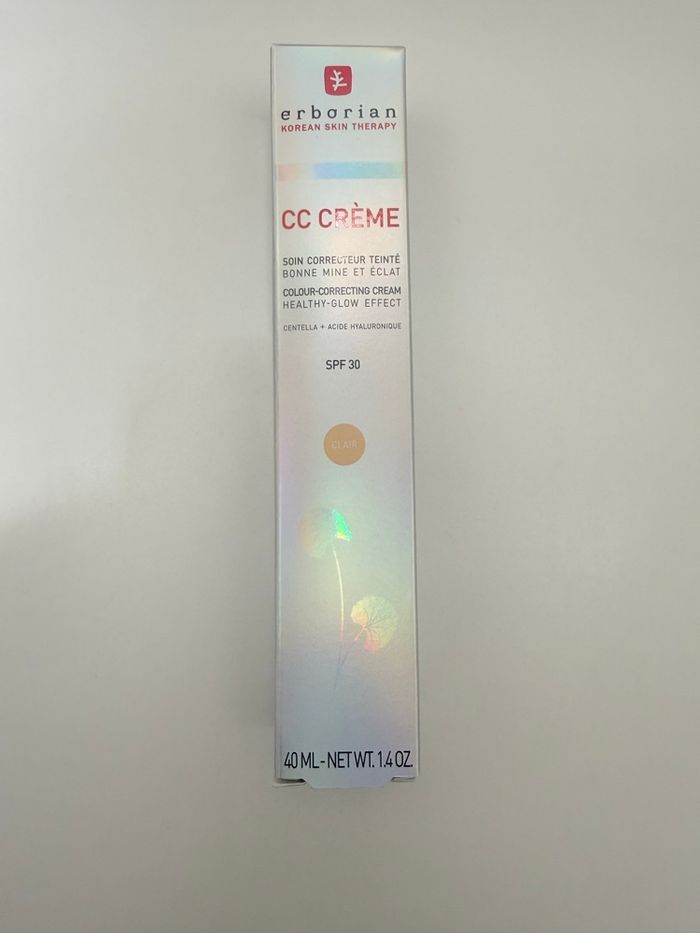 erborian
KOREAN SKIN THERAPY
CC CRÈME
SOIN CORRECTEUR TEINTÉ
BONNE MINE ET ÉCLAT
COLOUR-CORRECTING CREAM
HEALTHY-GLOW EFFECT
CENTELLA + ACIDE HYALURONIQUE
SPF 30
CLAIR
40 ML - NET WT. 1.4 OZ.